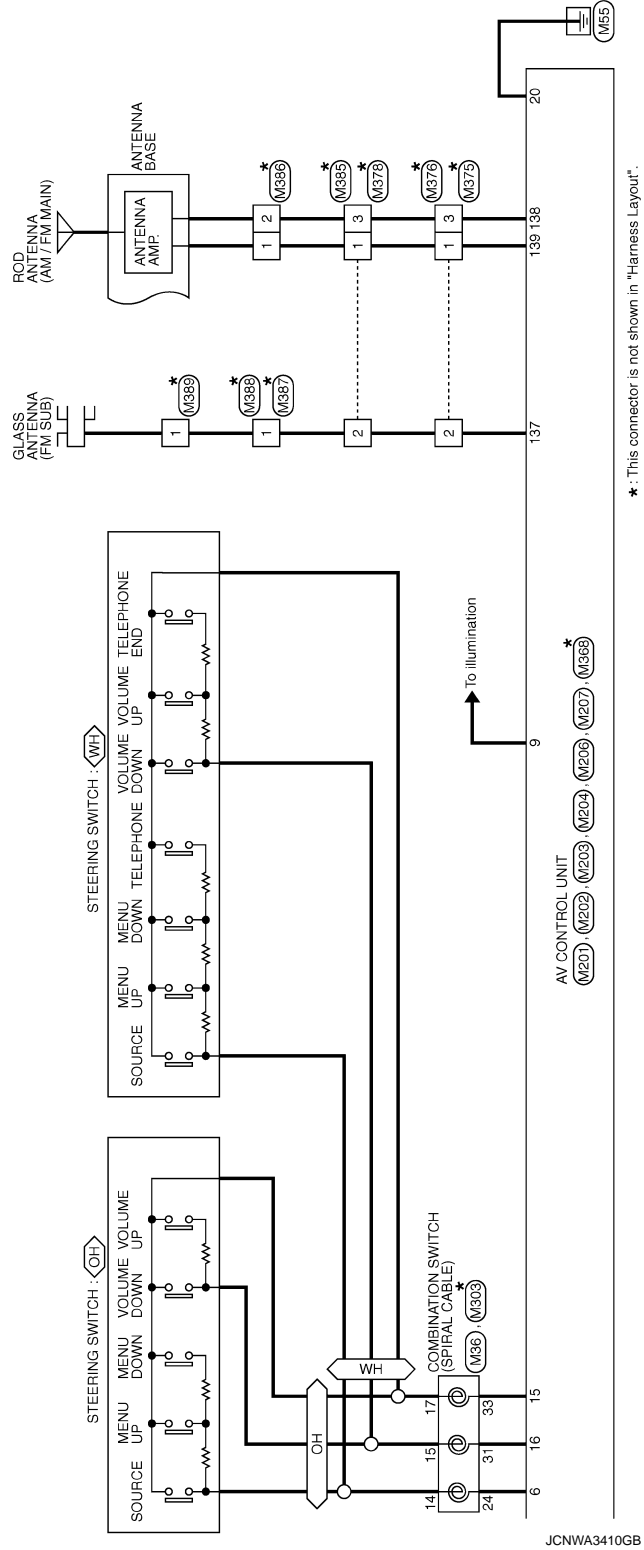 STEERING SWITCH : OH
SOURCE
MENU
UP
MENU
DOWN
VOLUME
DOWN
VOLUME
UP
STEERING SWITCH : WH
SOURCE
MENU
UP
MENU
DOWN
TELEPHONE
VOLUME
DOWN
VOLUME
UP
TELEPHONE
END
GLASS
ANTENNA
(FM SUB)
ROD
ANTENNA
(AM / FM MAIN)
ANTENNA
BASE
ANTENNA
AMP.
1
* M389
1
* M388
* M387
1 2
* M386
2
1 3
* M385
* M378
2
1 3
* M376
* M375
OH
WH
COMBINATION SWITCH
(SPIRAL CABLE)
M36 , M303 *
14 15 17
24 31 33
To illumination
6 16 15 9 137 139 138 20
M55
AV CONTROL UNIT
M201 , M202 , M203 , M204 , M206 , M207 , M368 *
* : This connector is not shown in "Harness Layout".
JCNWA3410GB